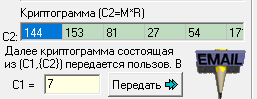 Криптограмма (C2=M*R)
C2: 144 153 81 27 54 171
Далее криптограмма состоящая
из {C1,{C2}} передается пользов. В
C1 = 7 Передать
EMAIL